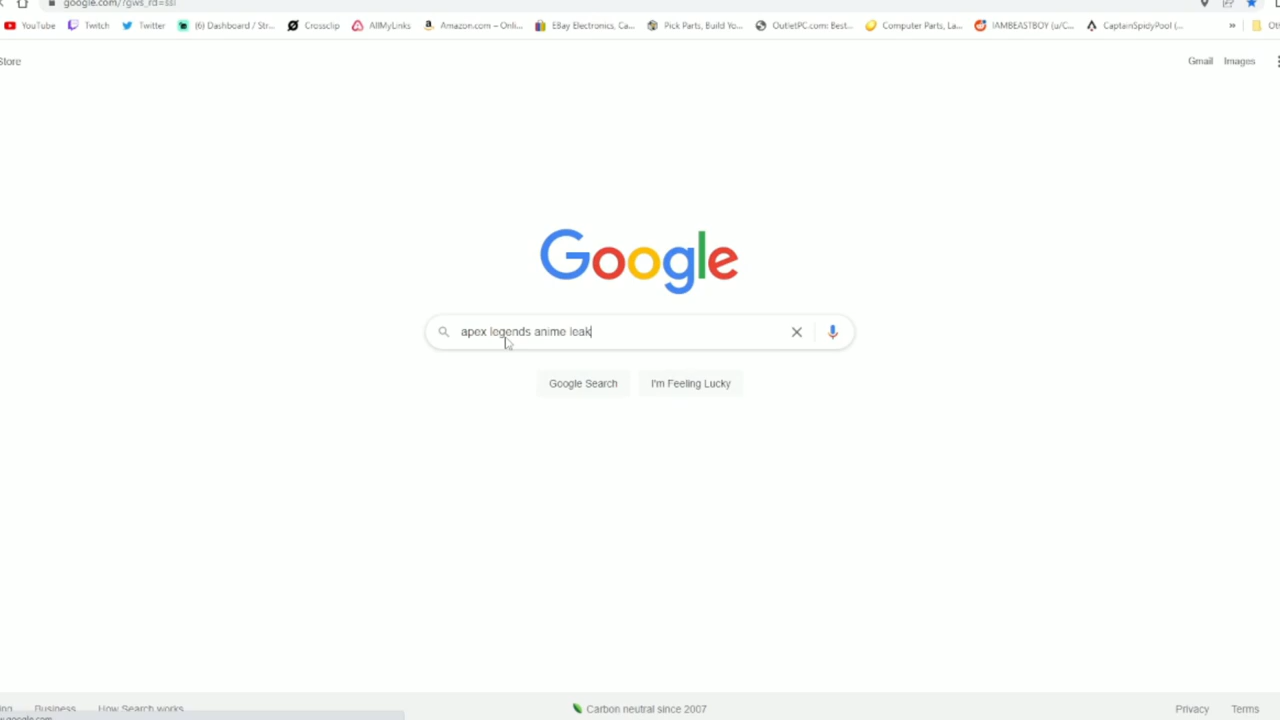 google.com/?gws_rd=ssl
YouTube Twitch Twitter (6) Dashboard / Str... Crossclip AllMyLinks Amazon.com – Onli... EBay Electronics, Ca... Pick Parts, Build Yo... OutletPC.com: Best... Computer Parts, La... IAMBEASTBOY (u/C... CaptainSpidyPool (... »
Store Gmail Images
Google
apex legends anime leak
Google Search I'm Feeling Lucky
Business How Search works Carbon neutral since 2007 Privacy Terms